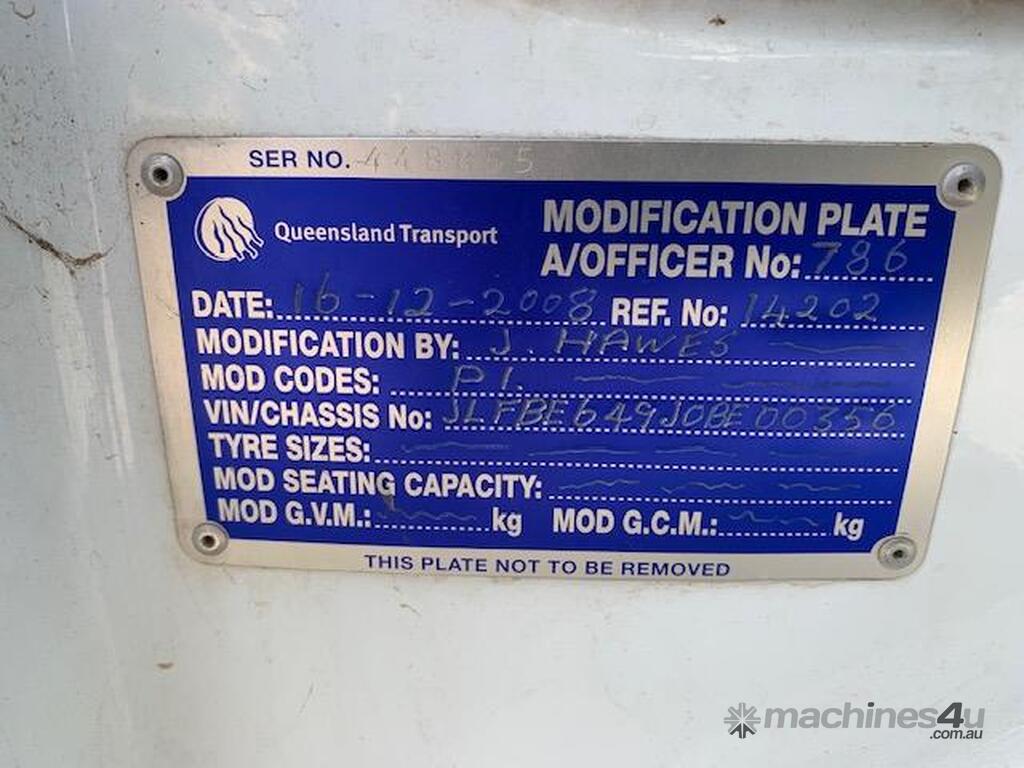 SER NO. 448855
Queensland Transport
MODIFICATION PLATE
A/OFFICER No: 786
DATE: 16-12-2008 REF. No: 14202
MODIFICATION BY: J. HAWES
MOD CODES: P1.
VIN/CHASSIS No: JLFBE649J0BE00356
TYRE SIZES:
MOD SEATING CAPACITY:
MOD G.V.M.: kg MOD G.C.M.: kg
THIS PLATE NOT TO BE REMOVED
machines4u
.com.au